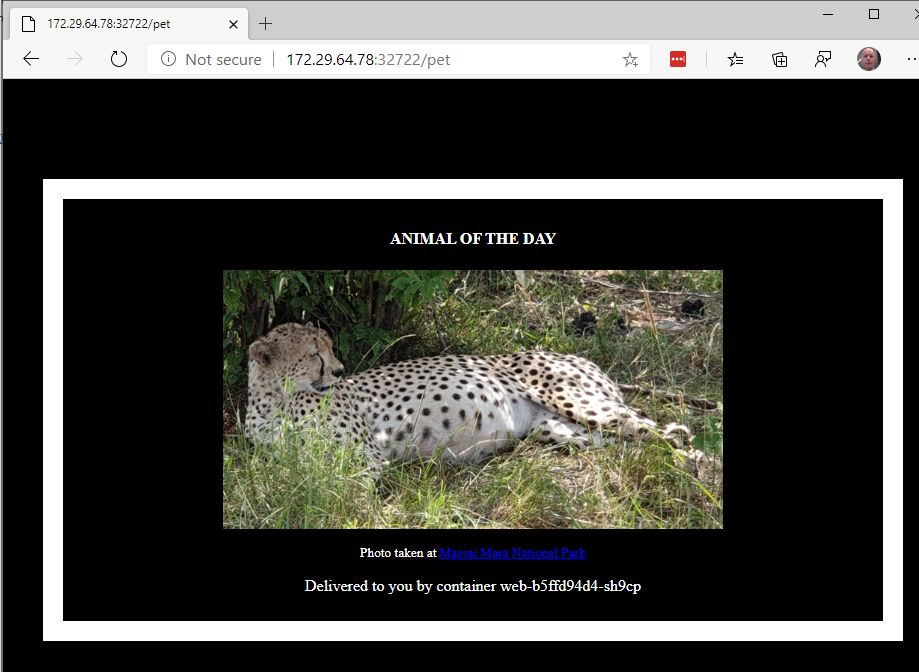 172.29.64.78:32722/pet
Not secure 172.29.64.78:32722/pet
ANIMAL OF THE DAY
Photo taken at Maasai Mara National Park
Delivered to you by container web-b5ffd94d4-sh9cp